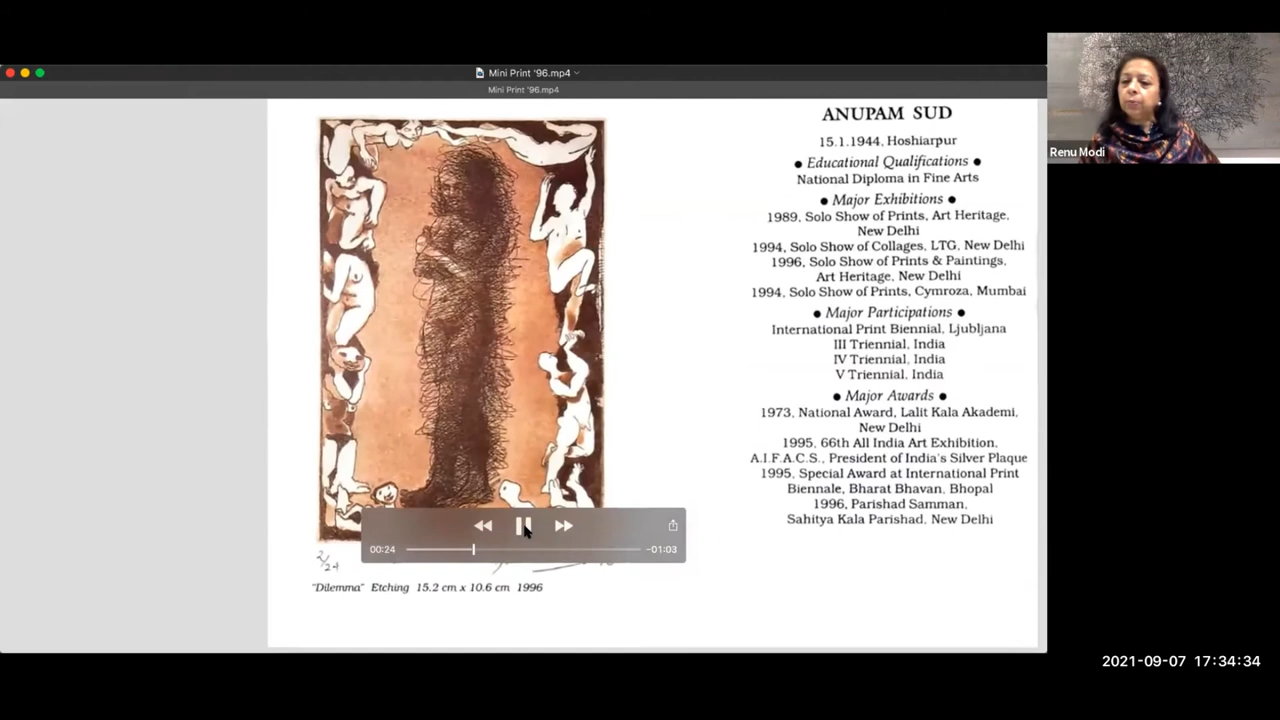 Mini Print '96.mp4
Mini Print '96.mp4
Renu Modi
ANUPAM SUD
15.1.1944, Hoshiarpur
• Educational Qualifications •
National Diploma in Fine Arts
• Major Exhibitions •
1989, Solo Show of Prints, Art Heritage,
New Delhi
1994, Solo Show of Collages, LTG, New Delhi
1996, Solo Show of Prints & Paintings,
Art Heritage, New Delhi
1994, Solo Show of Prints, Cymroza, Mumbai
• Major Participations •
International Print Biennial, Ljubljana
III Triennial, India
IV Triennial, India
V Triennial, India
• Major Awards •
1973, National Award, Lalit Kala Akademi,
New Delhi
1995, 66th All India Art Exhibition,
A.I.F.A.C.S., President of India's Silver Plaque
1995, Special Award at International Print
Biennale, Bharat Bhavan, Bhopal
1996, Parishad Samman,
Sahitya Kala Parishad, New Delhi
00:24
-01:03
2/24
"Dilemma" Etching 15.2 cm x 10.6 cm 1996
2021-09-07 17:34:34